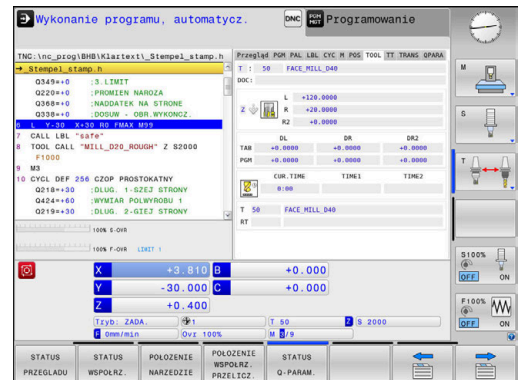 Wykonanie programu, automatycz.
DNC
PGM MGT
Programowanie
TNC:\nc_prog\BHB\Klartext\_Stempel_stamp.h
→_Stempel_stamp.h
Q349=+0 ;3.LIMIT
Q220=+0 ;PROMIEN NAROZA
Q368=+0 ;NADDATEK NA STRONE
Q338=+0 ;DOSUW - OBR.WYKONCZ.
6 L Y-30 X+30 R0 FMAX M99
7 CALL LBL "safe"
8 TOOL CALL "MILL_D20_ROUGH" Z S2000
F1000
9 M3
10 CYCL DEF 256 CZOP PROSTOKATNY
Q218=+30 ;DLUG. 1-SZEJ STRONY
Q424=+60 ;WYMIAR POLWYROBU 1
Q219=+30 ;DLUG. 2-GIEJ STRONY
100% S-OVR
100% F-OVR LIMIT 1
Przegląd PGM PAL LBL CYC M POS TOOL TT TRANS QPARA
T : 50 FACE_MILL_D40
DOC:
L +120.0000
Z R +20.0000
R2 +0.0000
DL DR DR2
TAB +0.0000 +0.0000 +0.0000
PGM +0.0000 +0.0000 +0.0000
CUR.TIME TIME1 TIME2
0:00
T 50 FACE_MILL_D40
RT
X +3.810 B +0.000
Y -30.000 C +0.000
Z +0.400
Tryb: ZADA. 1 T 50 Z S 2000
F 0mm/min Ovr 100% M 5/9
M
S
T
S100%
OFF ON
F100%
OFF ON
STATUS PRZEGLADU
STATUS WSPOŁRZ.
POŁOZENIE NARZEDZIE
POŁOZENIE WSPOŁRZ. PRZELICZ.
STATUS Q-PARAM.